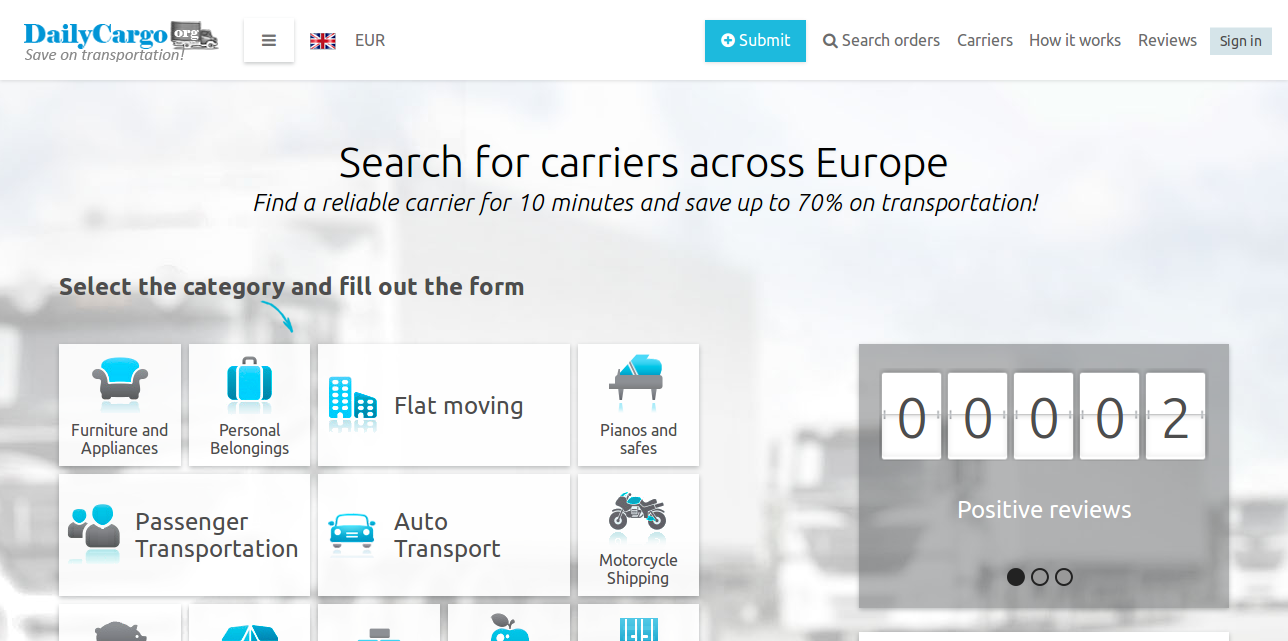 DailyCargo org
Save on transportation!
EUR
Submit
Search orders
Carriers
How it works
Reviews
Sign in
Search for carriers across Europe
Find a reliable carrier for 10 minutes and save up to 70% on transportation!
Select the category and fill out the form
Furniture and
Appliances
Personal
Belongings
Flat moving
Pianos and
safes
Passenger
Transportation
Auto
Transport
Motorcycle
Shipping
0 0 0 0 2
Positive reviews